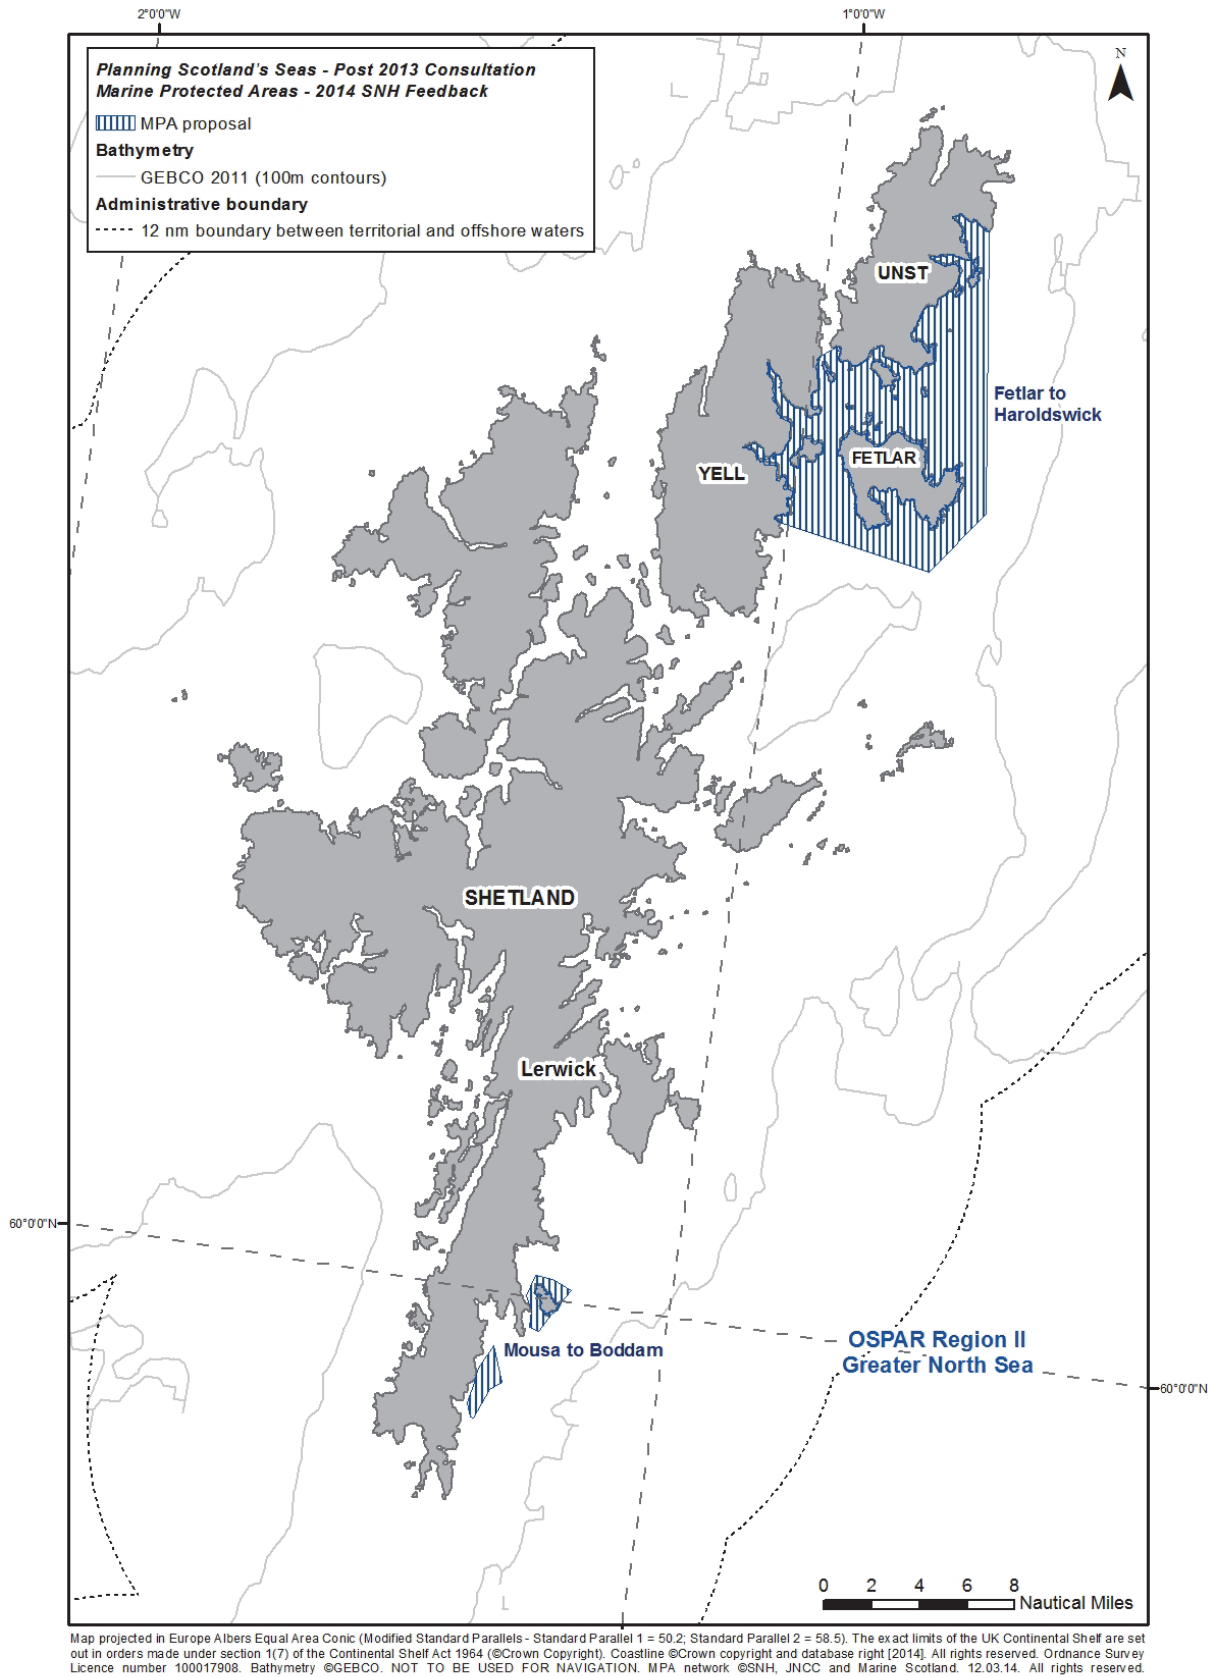 2°0'0"W
1°0'0"W
Planning Scotland's Seas - Post 2013 Consultation
Marine Protected Areas - 2014 SNH Feedback
MPA proposal
Bathymetry
GEBCO 2011 (100m contours)
Administrative boundary
12 nm boundary between territorial and offshore waters
N
UNST
Fetlar to
Haroldswick
FETLAR
YELL
SHETLAND
Lerwick
60°0'0"N
Mousa to Boddam
OSPAR Region II
Greater North Sea
60°0'0"N
0 2 4 6 8
Nautical Miles
Map projected in Europe Albers Equal Area Conic (Modified Standard Parallels - Standard Parallel 1 = 50.2; Standard Parallel 2 = 58.5). The exact limits of the UK Continental Shelf are set
out in orders made under section 1(7) of the Continental Shelf Act 1964 (©Crown Copyright). Coastline ©Crown copyright and database right [2014]. All rights reserved. Ordnance Survey
Licence number 100017908. Bathymetry ©GEBCO. NOT TO BE USED FOR NAVIGATION. MPA network ©SNH, JNCC and Marine Scotland. 12.03.14. All rights reserved.